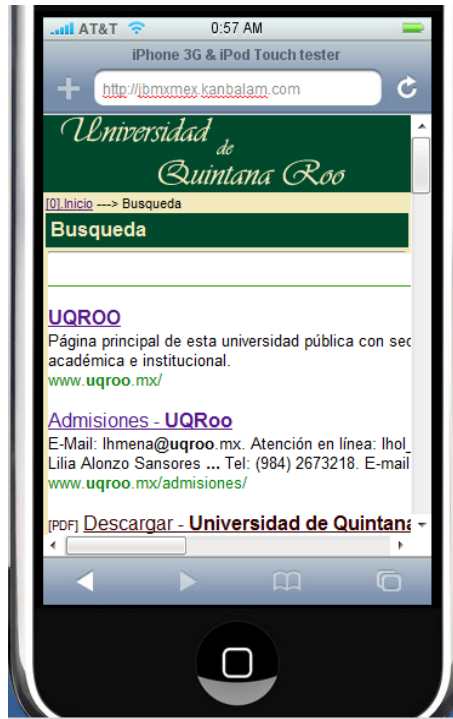 AT&T 0:57 AM
iPhone 3G & iPod Touch tester
http://jbmxmex.kanbalam.com
Universidad
de
Quintana Roo
[0].Inicio ---> Busqueda
Busqueda
UQROO
Página principal de esta universidad pública con sec
académica e institucional.
www.uqroo.mx/
Admisiones - UQRoo
E-Mail: lhmena@uqroo.mx. Atención en línea: lhol_
Lilia Alonzo Sansores ... Tel: (984) 2673218. E-mail
www.uqroo.mx/admisiones/
[PDF] Descargar - Universidad de Quintana